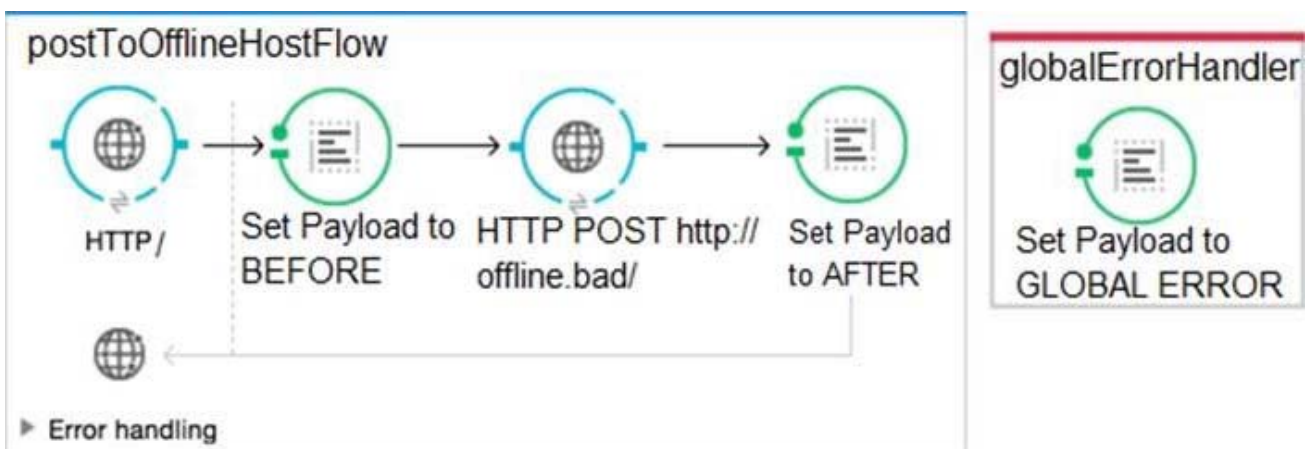 postToOfflineHostFlow
HTTP /
Set Payload to
BEFORE
HTTP POST http://
offline.bad/
Set Payload
to AFTER
Error handling
globalErrorHandler
Set Payload to
GLOBAL ERROR